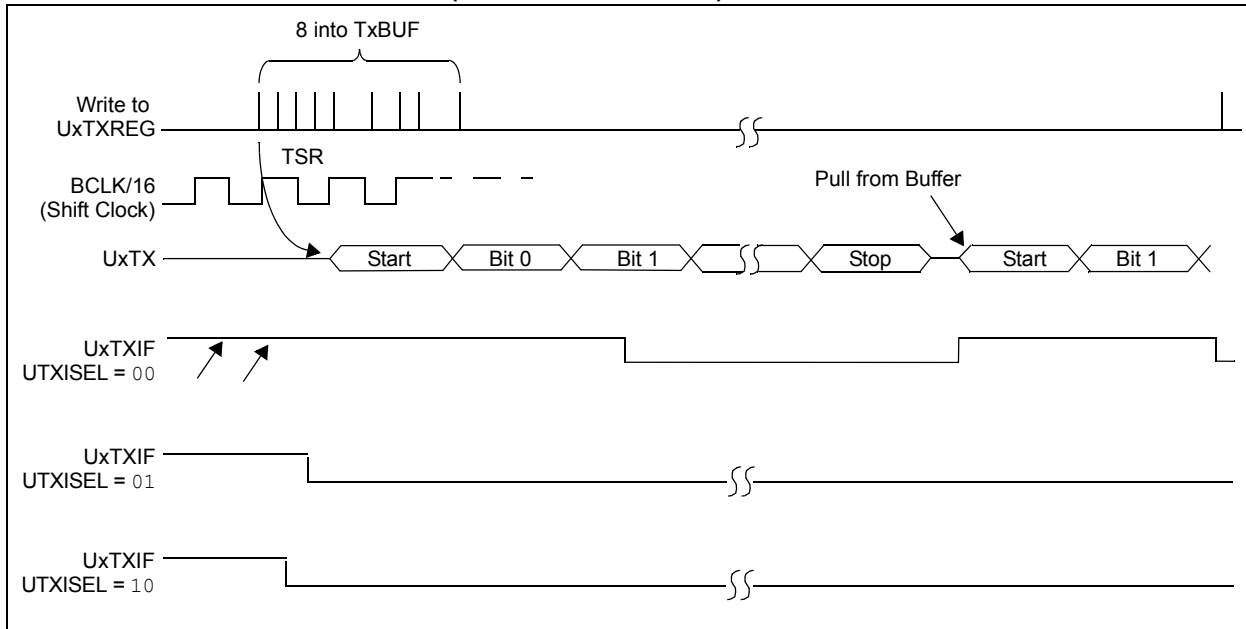 8 into TxBUF
Write to
UxTXREG
TSR
BCLK/16
(Shift Clock)
Pull from Buffer
UxTX
Start
Bit 0
Bit 1
Stop
Start
Bit 1
UxTXIF
UTXISEL = 00
UxTXIF
UTXISEL = 01
UxTXIF
UTXISEL = 10